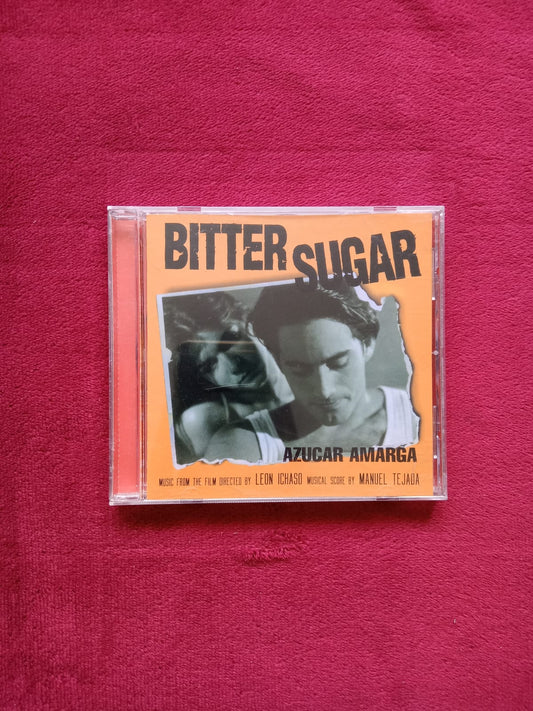 BITTER
SUGAR
AZUCAR AMARGA
MUSIC FROM THE FILM DIRECTED BY LEON ICHASO MUSICAL SCORE BY MANUEL TEJADA